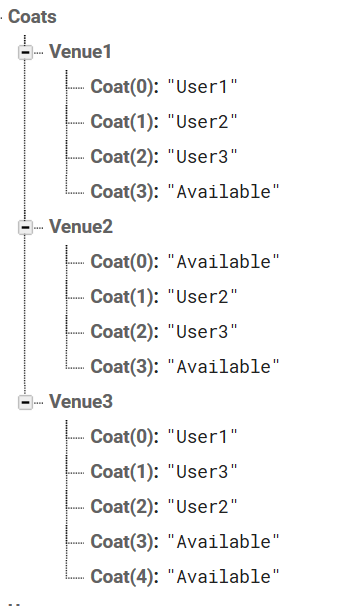 Coats
Venue1
Coat(0): "User1"
Coat(1): "User2"
Coat(2): "User3"
Coat(3): "Available"
Venue2
Coat(0): "Available"
Coat(1): "User2"
Coat(2): "User3"
Coat(3): "Available"
Venue3
Coat(0): "User1"
Coat(1): "User3"
Coat(2): "User2"
Coat(3): "Available"
Coat(4): "Available"